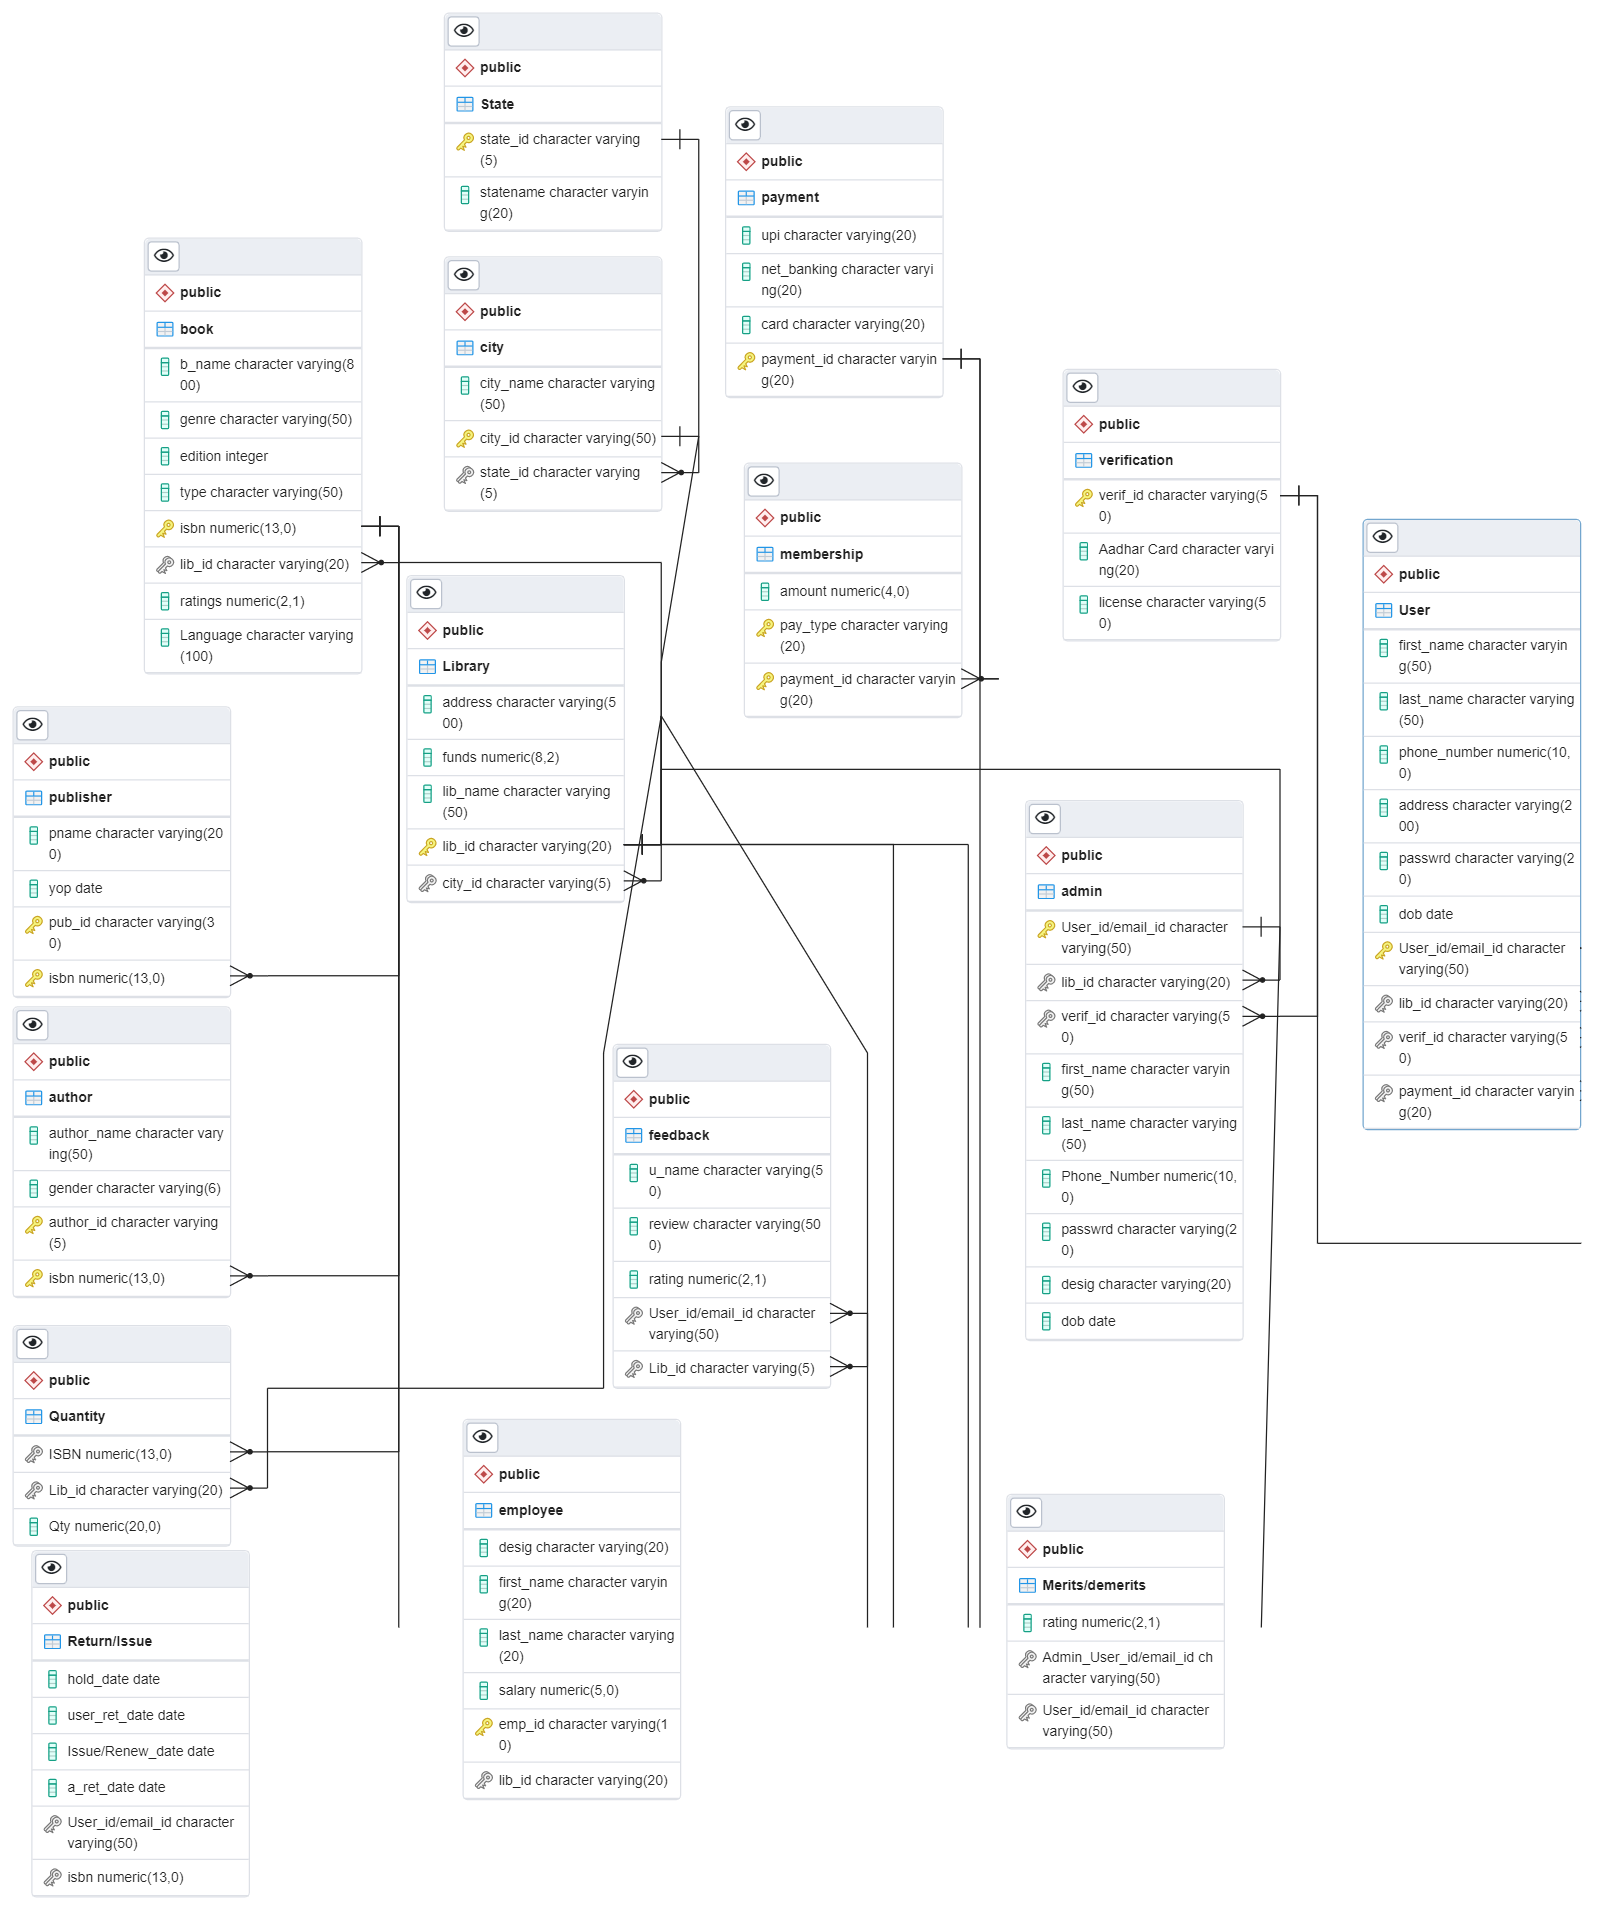 public
State
state_id character varying
(5)
statename character varyin
g(20)
public
payment
upi character varying(20)
net_banking character varyi
ng(20)
card character varying(20)
payment_id character varyin
g(20)
public
book
b_name character varying(8
00)
genre character varying(50)
edition integer
type character varying(50)
isbn numeric(13,0)
lib_id character varying(20)
ratings numeric(2,1)
Language character varying
(100)
public
city
city_name character varying
(50)
city_id character varying(50)
state_id character varying
(5)
public
verification
verif_id character varying(5
0)
Aadhar Card character varyi
ng(20)
license character varying(5
0)
public
membership
amount numeric(4,0)
pay_type character varying
(20)
payment_id character varyin
g(20)
public
User
first_name character varyin
g(50)
last_name character varying
(50)
phone_number numeric(10,
0)
address character varying(2
00)
passwrd character varying(2
0)
dob date
User_id/email_id character
varying(50)
lib_id character varying(20)
verif_id character varying(5
0)
payment_id character varyin
g(20)
public
Library
address character varying(5
00)
funds numeric(8,2)
lib_name character varying
(50)
lib_id character varying(20)
city_id character varying(5)
public
publisher
pname character varying(20
0)
yop date
pub_id character varying(3
0)
isbn numeric(13,0)
public
admin
User_id/email_id character
varying(50)
lib_id character varying(20)
verif_id character varying(5
0)
first_name character varyin
g(50)
last_name character varying
(50)
Phone_Number numeric(10,
0)
passwrd character varying(2
0)
desig character varying(20)
dob date
public
author
author_name character vary
ing(50)
gender character varying(6)
author_id character varying
(5)
isbn numeric(13,0)
public
feedback
u_name character varying(5
0)
review character varying(50
0)
rating numeric(2,1)
User_id/email_id character
varying(50)
Lib_id character varying(5)
public
Quantity
ISBN numeric(13,0)
Lib_id character varying(20)
Qty numeric(20,0)
public
employee
desig character varying(20)
first_name character varyin
g(20)
last_name character varying
(20)
salary numeric(5,0)
emp_id character varying(1
0)
lib_id character varying(20)
public
Merits/demerits
rating numeric(2,1)
Admin_User_id/email_id ch
aracter varying(50)
User_id/email_id character
varying(50)
public
Return/Issue
hold_date date
user_ret_date date
Issue/Renew_date date
a_ret_date date
User_id/email_id character
varying(50)
isbn numeric(13,0)